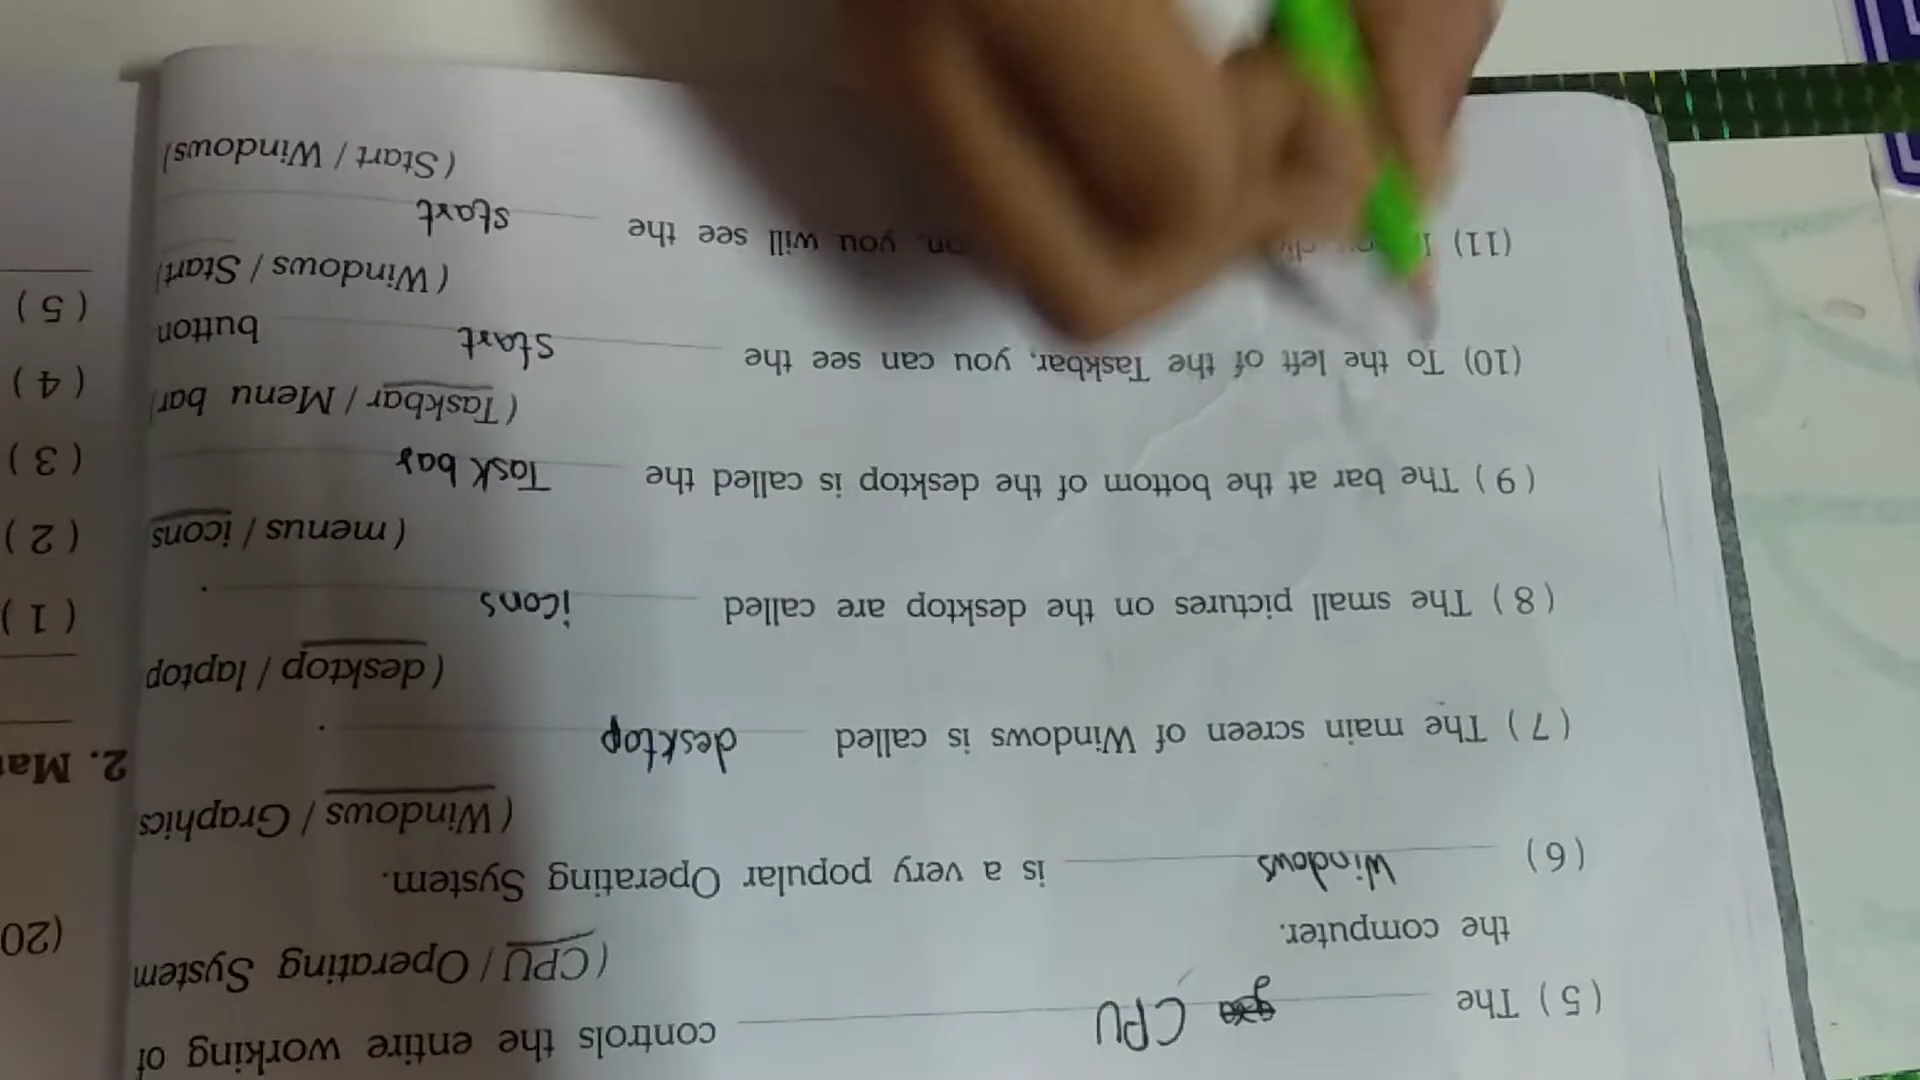 ( 5 ) The CPU controls the entire working of
the computer.
( CPU / Operating System
( 6 ) Windows is a very popular Operating System.
( Windows / Graphics
( 7 ) The main screen of Windows is called desktop .
( desktop / laptop
( 8 ) The small pictures on the desktop are called icons .
( menus / icons
( 9 ) The bar at the bottom of the desktop is called the Task bar
( Taskbar / Menu bar
(10) To the left of the Taskbar, you can see the start button
( Windows / Start)
(11) you will see the start
( Start / Windows)
(20
2. Ma
( 1 )
( 2 )
( 3 )
( 4 )
( 5 )